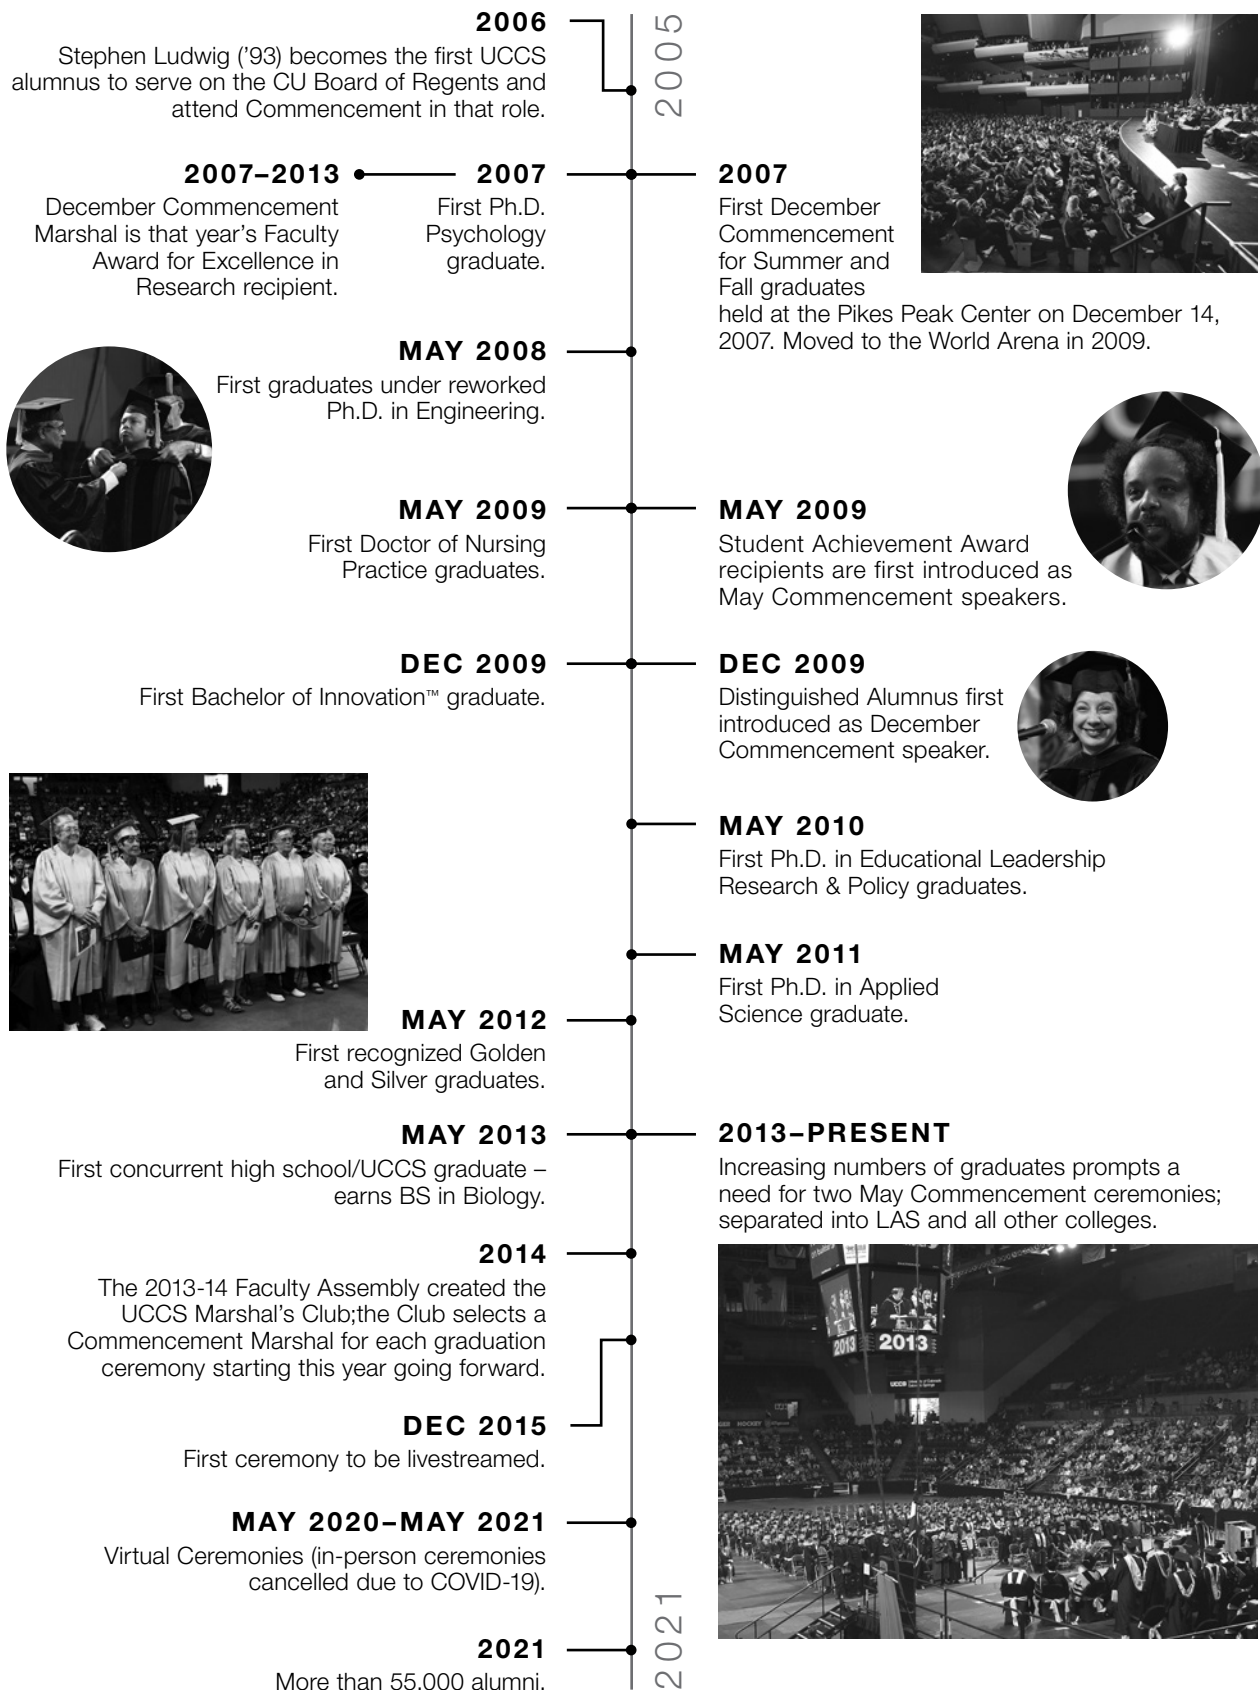 2005
2006
Stephen Ludwig ('93) becomes the first UCCS
alumnus to serve on the CU Board of Regents and
attend Commencement in that role.
2007–2013
December Commencement
Marshal is that year's Faculty
Award for Excellence in
Research recipient.
2007
First Ph.D.
Psychology
graduate.
2007
First December
Commencement
for Summer and
Fall graduates
held at the Pikes Peak Center on December 14,
2007. Moved to the World Arena in 2009.
MAY 2008
First graduates under reworked
Ph.D. in Engineering.
MAY 2009
First Doctor of Nursing
Practice graduates.
MAY 2009
Student Achievement Award
recipients are first introduced as
May Commencement speakers.
DEC 2009
First Bachelor of Innovation™ graduate.
DEC 2009
Distinguished Alumnus first
introduced as December
Commencement speaker.
MAY 2010
First Ph.D. in Educational Leadership
Research & Policy graduates.
MAY 2011
First Ph.D. in Applied
Science graduate.
MAY 2012
First recognized Golden
and Silver graduates.
MAY 2013
First concurrent high school/UCCS graduate –
earns BS in Biology.
2013–PRESENT
Increasing numbers of graduates prompts a
need for two May Commencement ceremonies;
separated into LAS and all other colleges.
2013
2013
UCCS
HOCKEY
2014
The 2013-14 Faculty Assembly created the
UCCS Marshal's Club;the Club selects a
Commencement Marshal for each graduation
ceremony starting this year going forward.
DEC 2015
First ceremony to be livestreamed.
MAY 2020–MAY 2021
Virtual Ceremonies (in-person ceremonies
cancelled due to COVID-19).
2021
More than 55,000 alumni.
2021